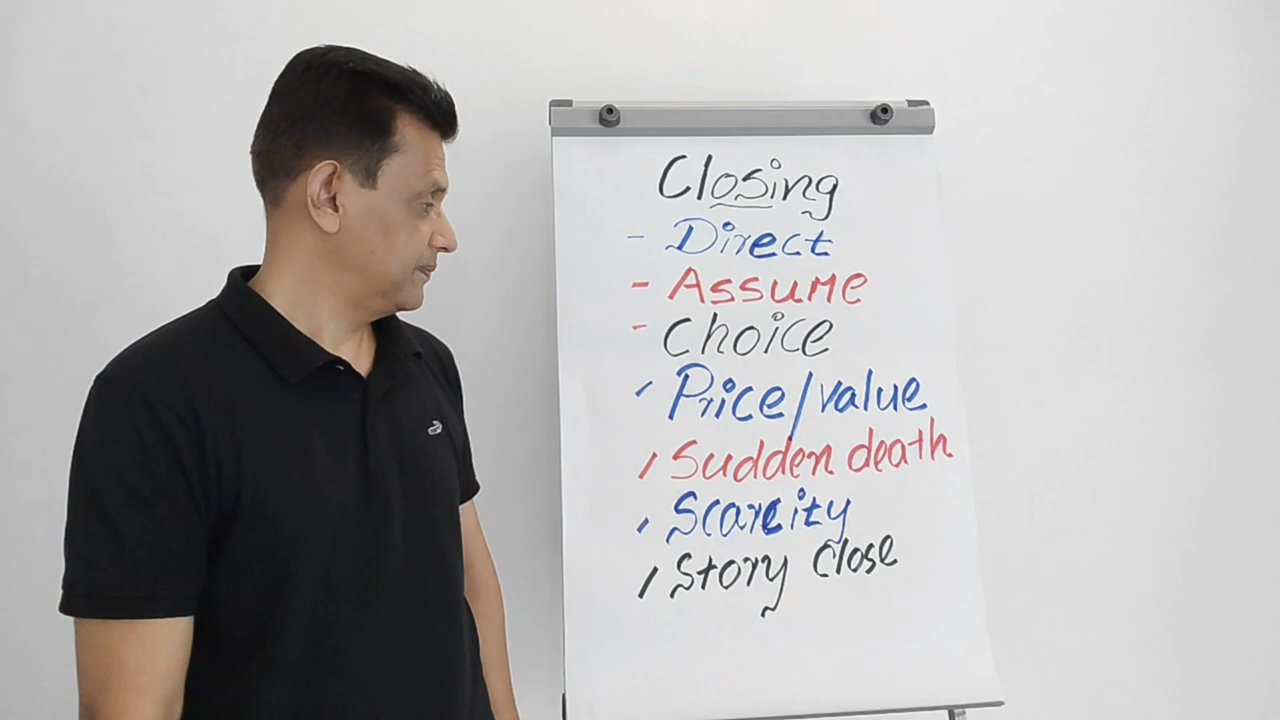 Closing
- Direct
- Assume
- Choice
- Price/value
- Sudden death
- Scarcity
- Story Close